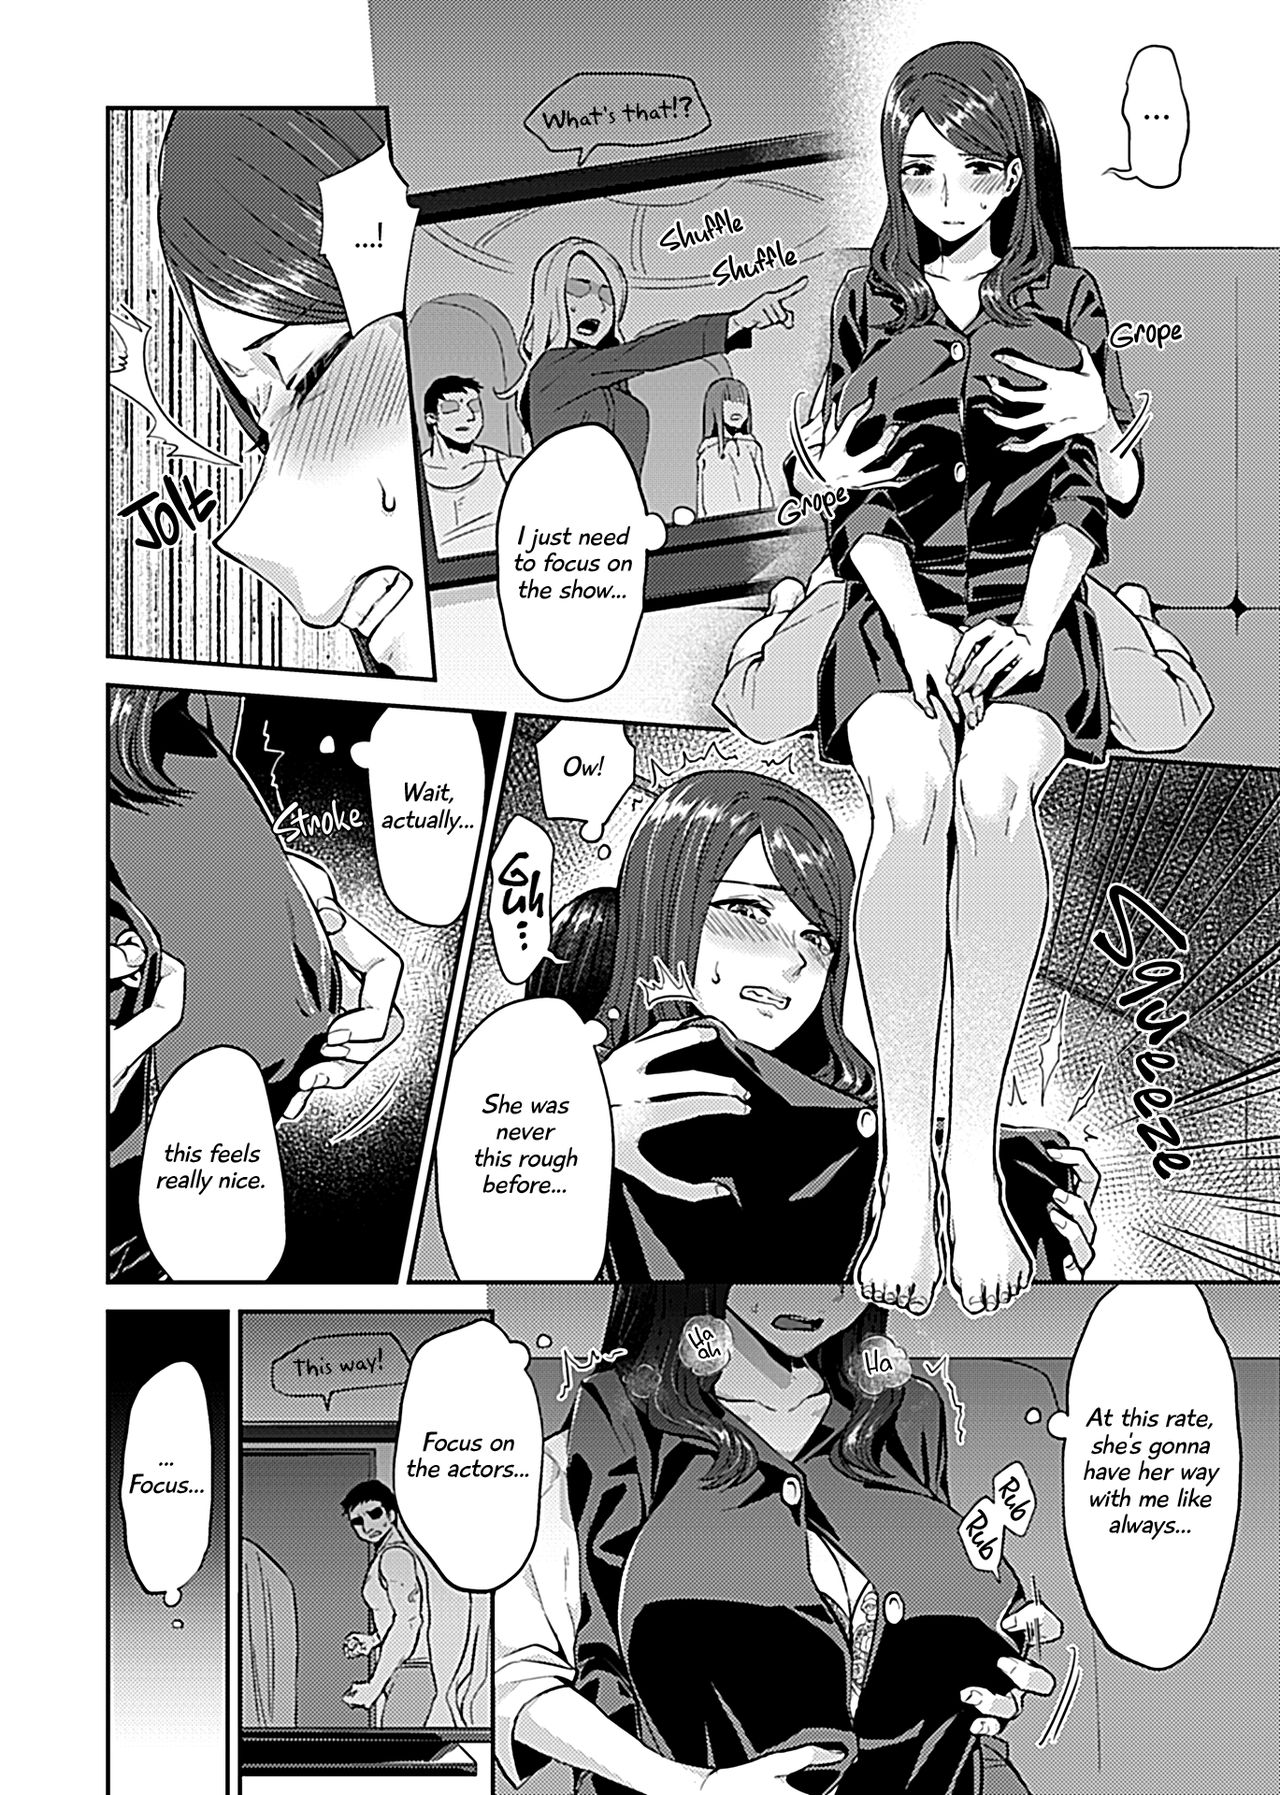 ...
What's that!?
Shuffle
Shuffle
Grope
Grope
I just need
to focus on
the show...
...!
Jolt
Squeeze
Ow!
Guh
...
She was
never
this rough
before...
Wait,
actually...
Stroke
this feels
really nice.
At this rate,
she's gonna
have her way
with me like
always...
Ha
Ha
ah
Rub
Rub
Focus on
the actors...
This way!
...
Focus...